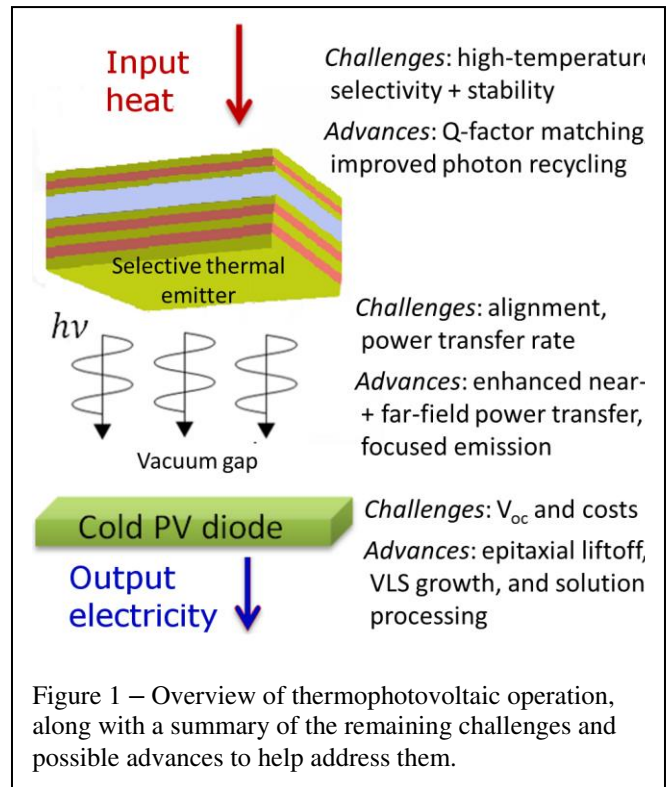 Input
heat
Challenges: high-temperature
selectivity + stability
Advances: Q-factor matching,
improved photon recycling
Selective thermal
emitter
hν
Challenges: alignment,
power transfer rate
Advances: enhanced near-
+ far-field power transfer,
focused emission
Vacuum gap
Cold PV diode
Challenges: Voc and costs
Advances: epitaxial liftoff,
VLS growth, and solution
processing
Output
electricity
Figure 1 – Overview of thermophotovoltaic operation,
along with a summary of the remaining challenges and
possible advances to help address them.